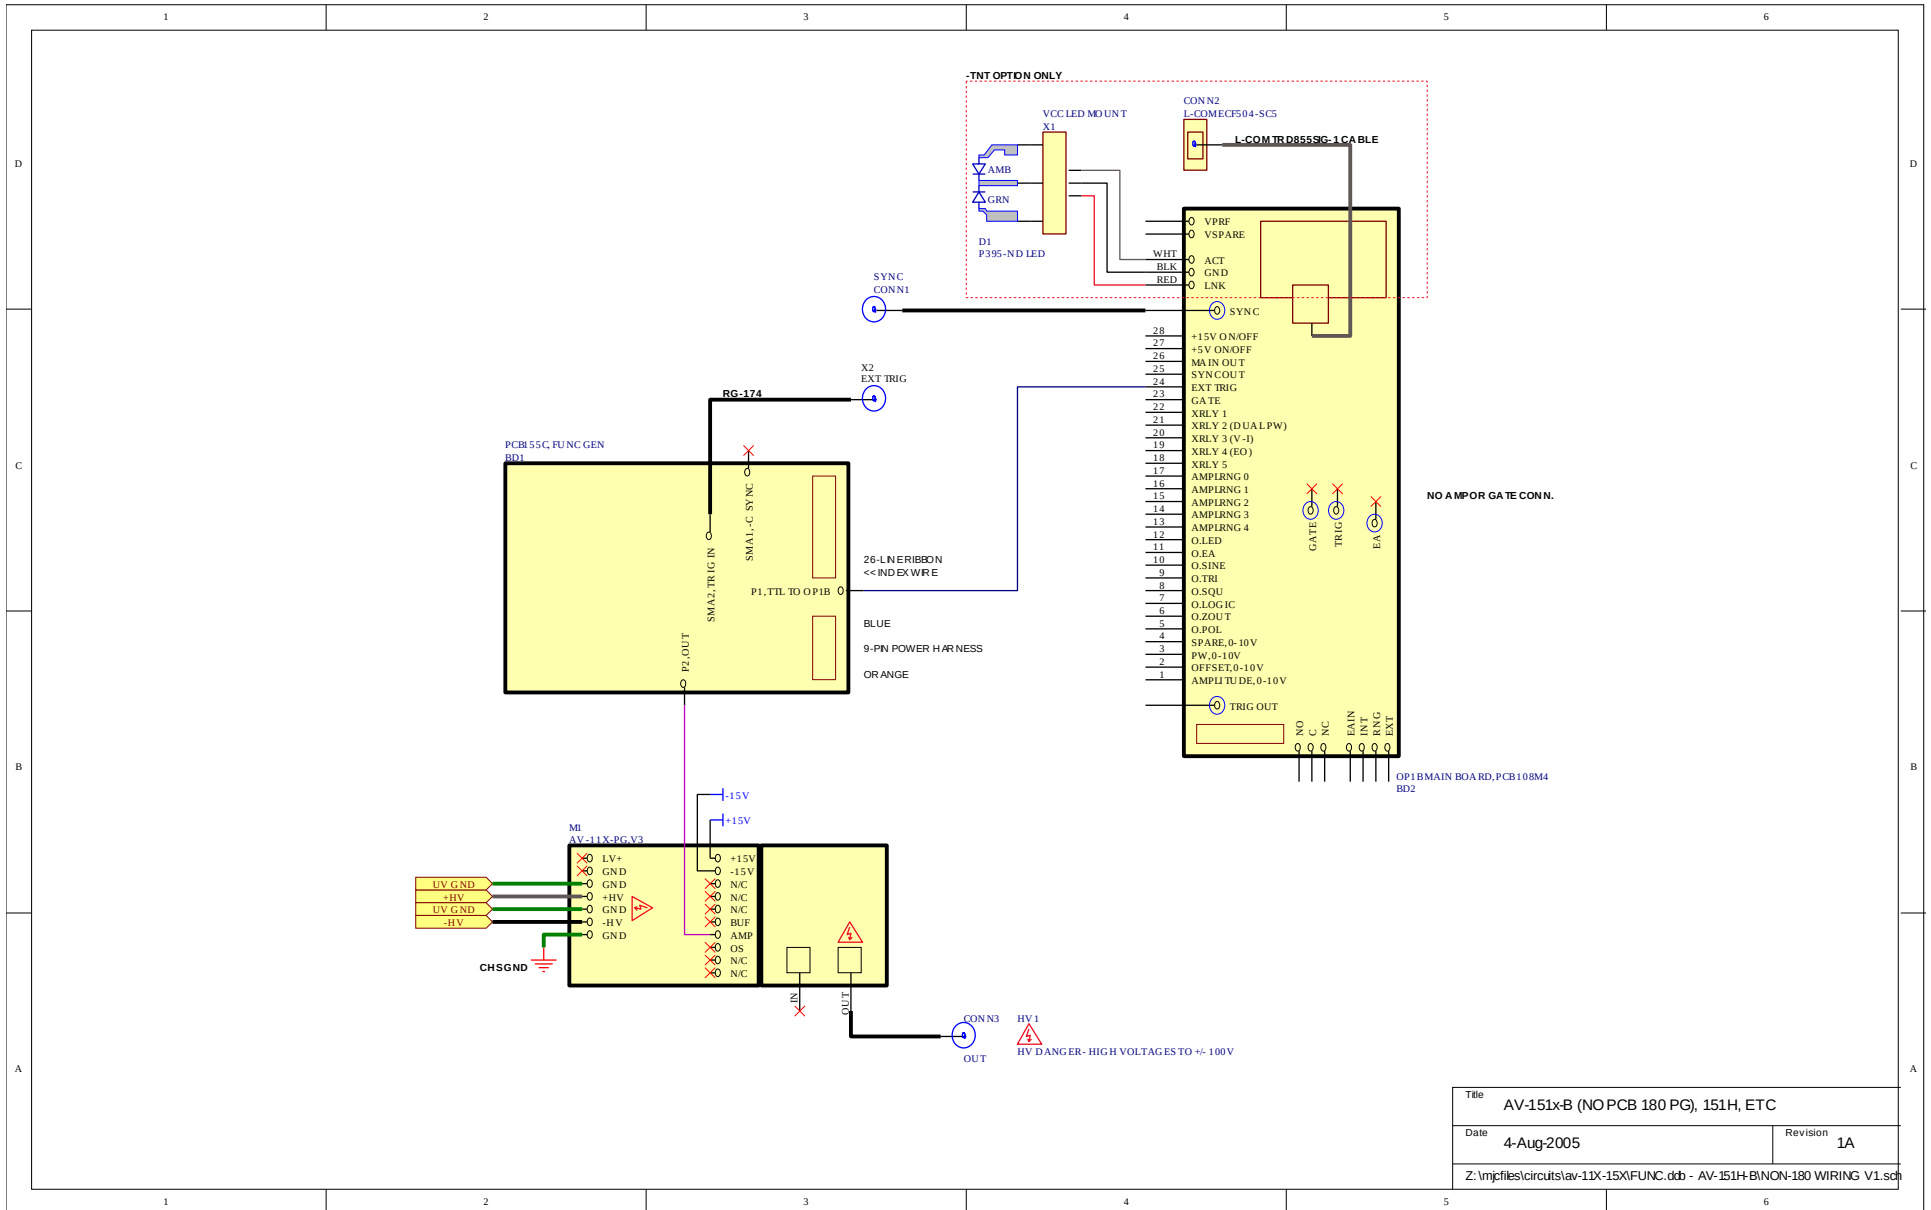 1 2 3 4 5 6
-TNT OPTION ONLY
CONN2
L-COM ECF504-SC5
VCC LED MOUNT
X1
L-COM TRD855SIG-1 CABLE
D
D
AMB
GRN
D1
P395-ND LED
VPRF
VSPARE
WHT ACT
BLK GND
RED LNK
SYNC
CONN1
SYNC
28 +15V ON/OFF
27 +5V ON/OFF
26 MAIN OUT
25 SYNC OUT
24 EXT TRIG
23 GATE
22 XRLY 1
21 XRLY 2 (DUAL PW)
20 XRLY 3 (V-I)
19 XRLY 4 (EO)
18 XRLY 5
17 AMPLRNG 0
16 AMPLRNG 1
15 AMPLRNG 2
14 AMPLRNG 3
13 AMPLRNG 4
12 O.LED
11 O.EA
10 O.SINE
9 O.TRI
8 O.SQU
7 O.LOGIC
6 O.ZOUT
5 O.POL
4 SPARE, 0-10V
3 PW, 0-10V
2 OFFSET, 0-10V
1 AMPLITUDE, 0-10V
TRIG OUT
GATE
TRIG
EA
NO
C
NC
EAIN
INT
RNG
EXT
OP1B MAIN BOARD, PCB108M4
BD2
NO AMP OR GATE CONN.
X2
EXT TRIG
RG-174
C
C
PCB155C, FUNC GEN
BD1
SMA1, -C SYNC
SMA2, TRIG IN
P1, TTL TO OP1B
P2, OUT
26-LINE RIBBON
<< INDEX WIRE
BLUE
9-PIN POWER HARNESS
ORANGE
B
B
-15V
+15V
M1
AV-11X-PG, V3
LV+
GND
GND
+HV
GND
-HV
GND
UV GND
+HV
UV GND
-HV
CHSGND
+15V
-15V
N/C
N/C
N/C
BUF
AMP
OS
N/C
N/C
IN
OUT
CONN3
OUT
HV1
HV DANGER - HIGH VOLTAGES TO +/- 100V
A
A
Title
AV-151x-B (NO PCB 180 PG), 151H, ETC
Date
4-Aug-2005
Revision
1A
Z:\mjcfiles\circuits\av-11X-15X\FUNC.ddb - AV-151H-B\NON-180 WIRING V1.sch
1 2 3 4 5 6